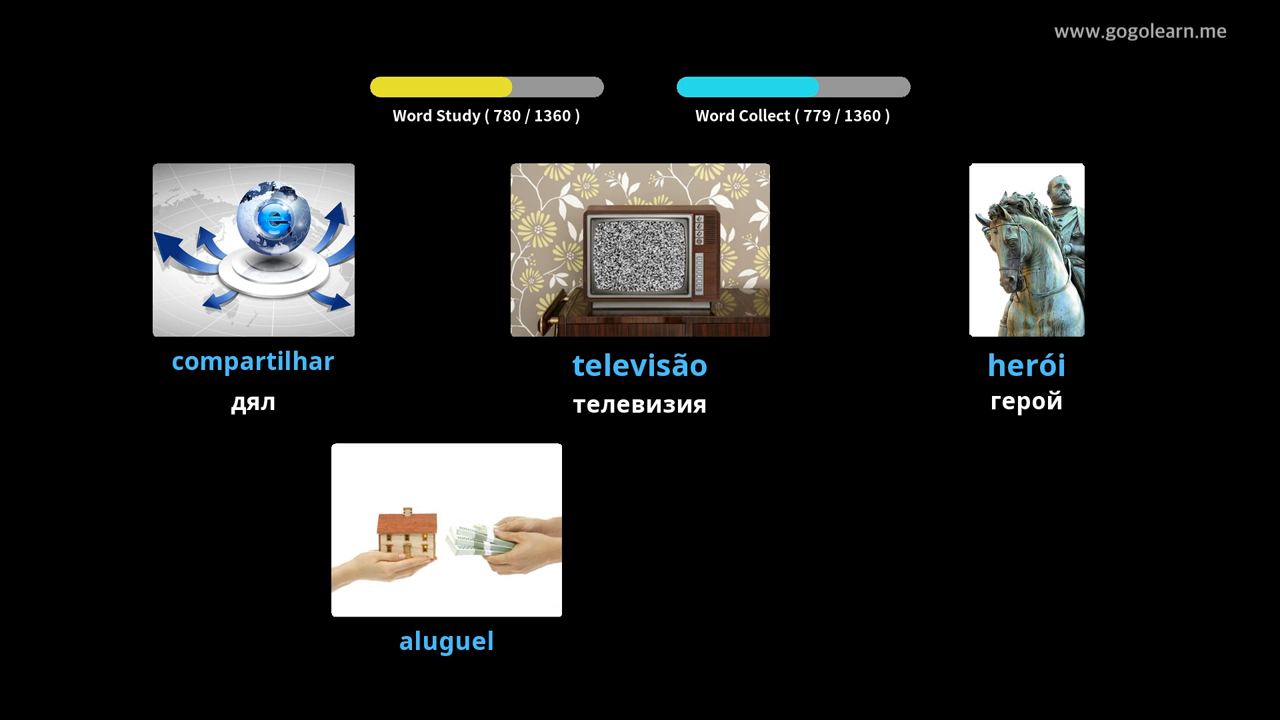 www.gogolearn.me
Word Study ( 780 / 1360 )
Word Collect ( 779 / 1360 )
e
compartilhar
televisão
herói
дял
телевизия
герой
aluguel